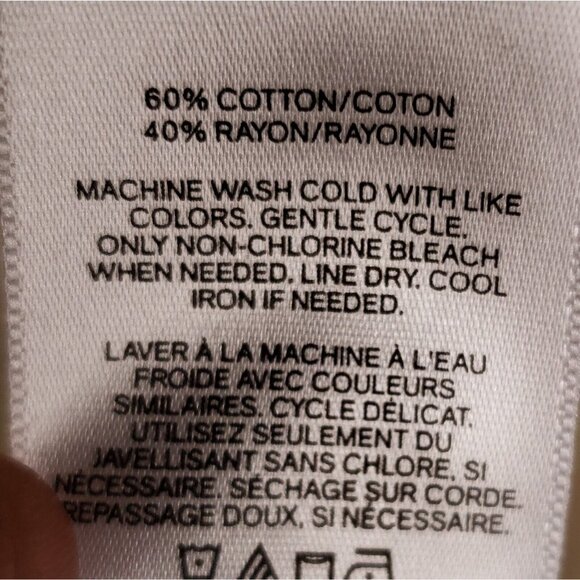 60% COTTON/COTON
40% RAYON/RAYONNE
MACHINE WASH COLD WITH LIKE
COLORS. GENTLE CYCLE.
ONLY NON-CHLORINE BLEACH
WHEN NEEDED. LINE DRY. COOL
IRON IF NEEDED.
LAVER À LA MACHINE À L'EAU
FROIDE AVEC COULEURS
SIMILAIRES. CYCLE DÉLICAT.
UTILISEZ SEULEMENT DU
JAVELLISANT SANS CHLORE, SI
NÉCESSAIRE. SÉCHAGE SUR CORDE.
REPASSAGE DOUX, SI NÉCESSAIRE.